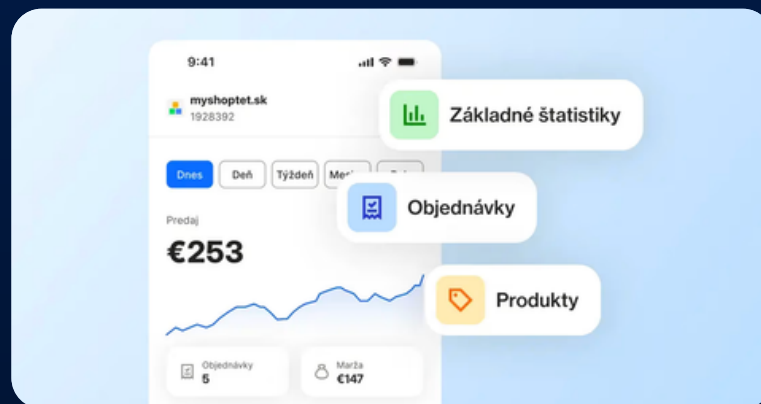 9:41
myshoptet.sk
1928392
Základné štatistiky
Dnes
Deň
Týždeň
Objednávky
Predaj
€253
Produkty
Objednávky
5
Marža
€147